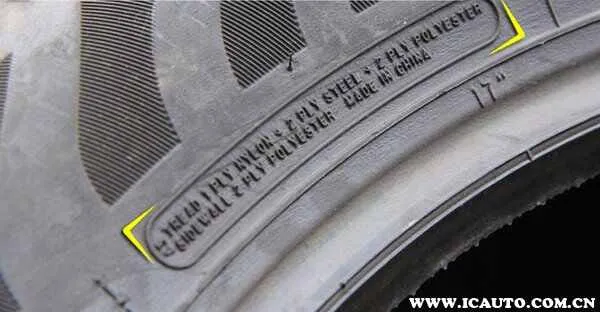 TREAD 1 PLY NYLON + 2 PLY STEEL + 2 PLY POLYESTER
SIDEWALL 2 PLY POLYESTER MADE IN CHINA
17"
WWW.ICAUTO.COM.CN